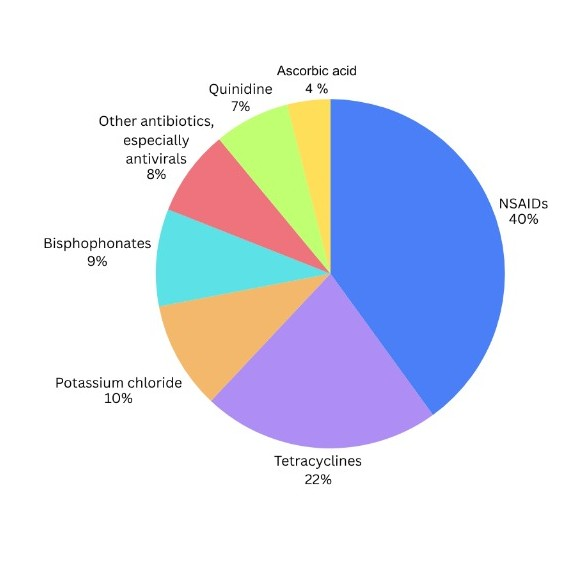 Ascorbic acid
4 %
Quinidine
7%
Other antibiotics,
especially
antivirals
8%
NSAIDs
40%
Bisphophonates
9%
Potassium chloride
10%
Tetracyclines
22%